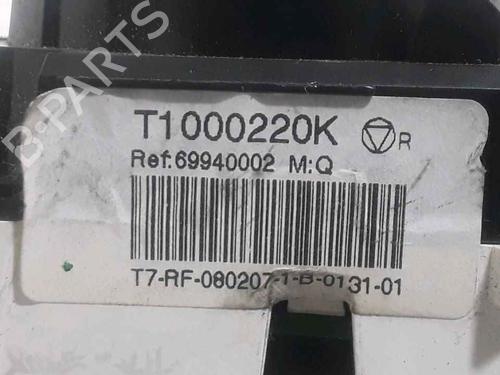 B-PARTS
T1000220K R
Ref:69940002 M:Q
T7-RF-080207-1-B-0131-01